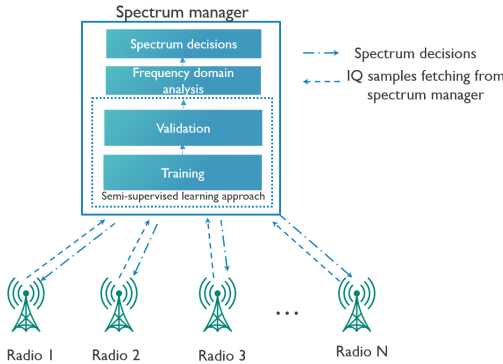 Spectrum manager
Spectrum decisions
Frequency domain
analysis
Validation
Training
Semi-supervised learning approach
Spectrum decisions
IQ samples fetching from
spectrum manager
...
Radio 1
Radio 2
Radio 3
Radio N